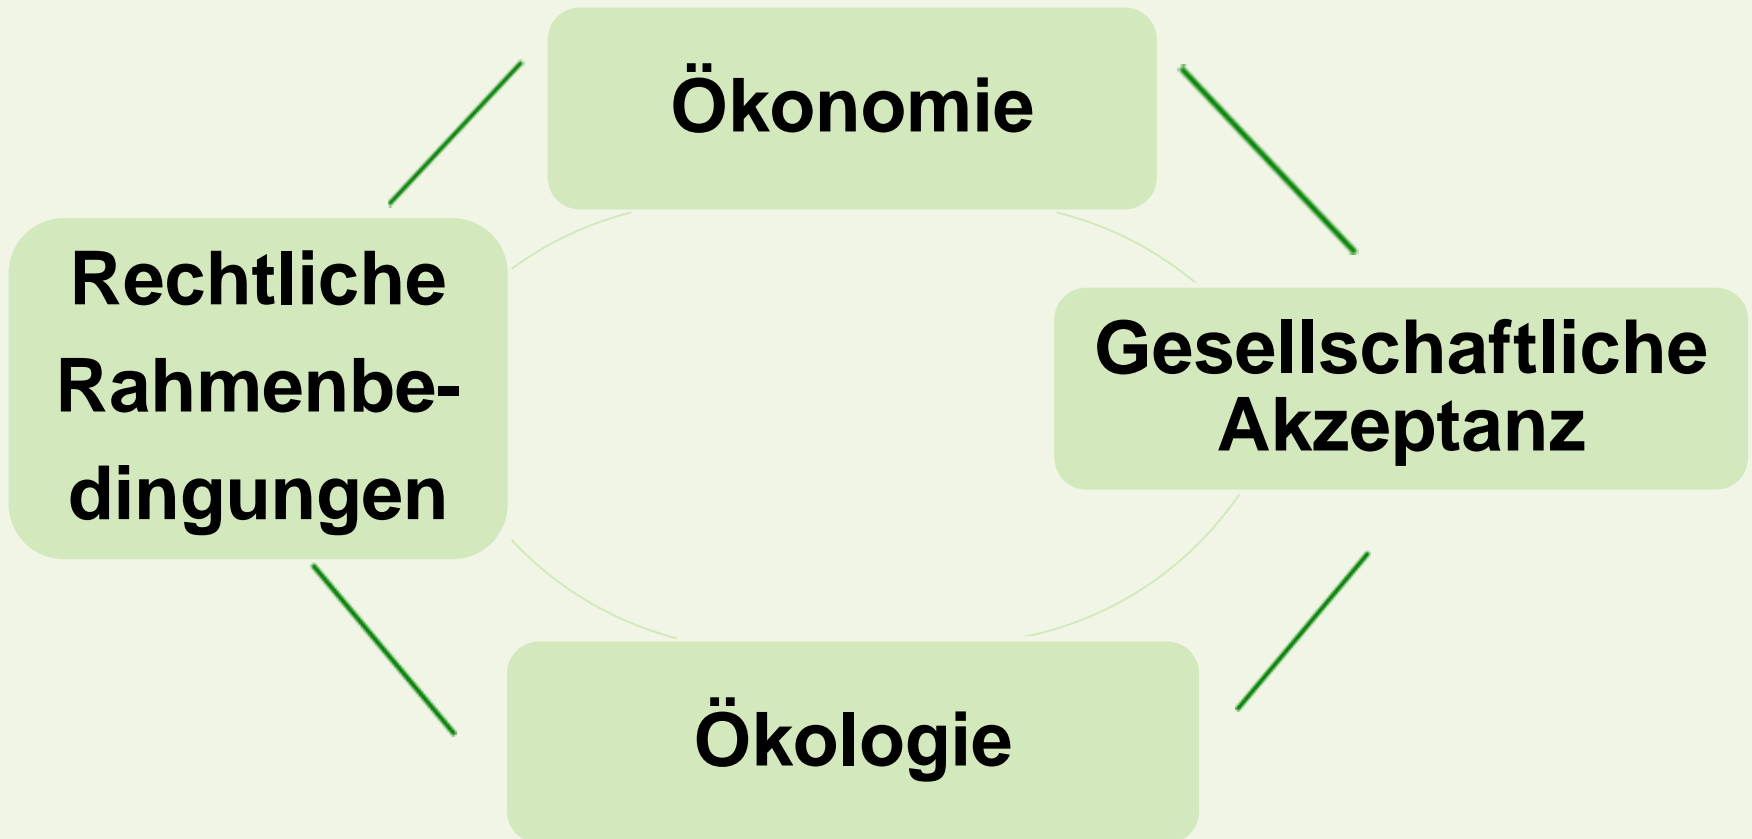 Ökonomie
Rechtliche
Rahmenbe-
dingungen
Gesellschaftliche
Akzeptanz
Ökologie